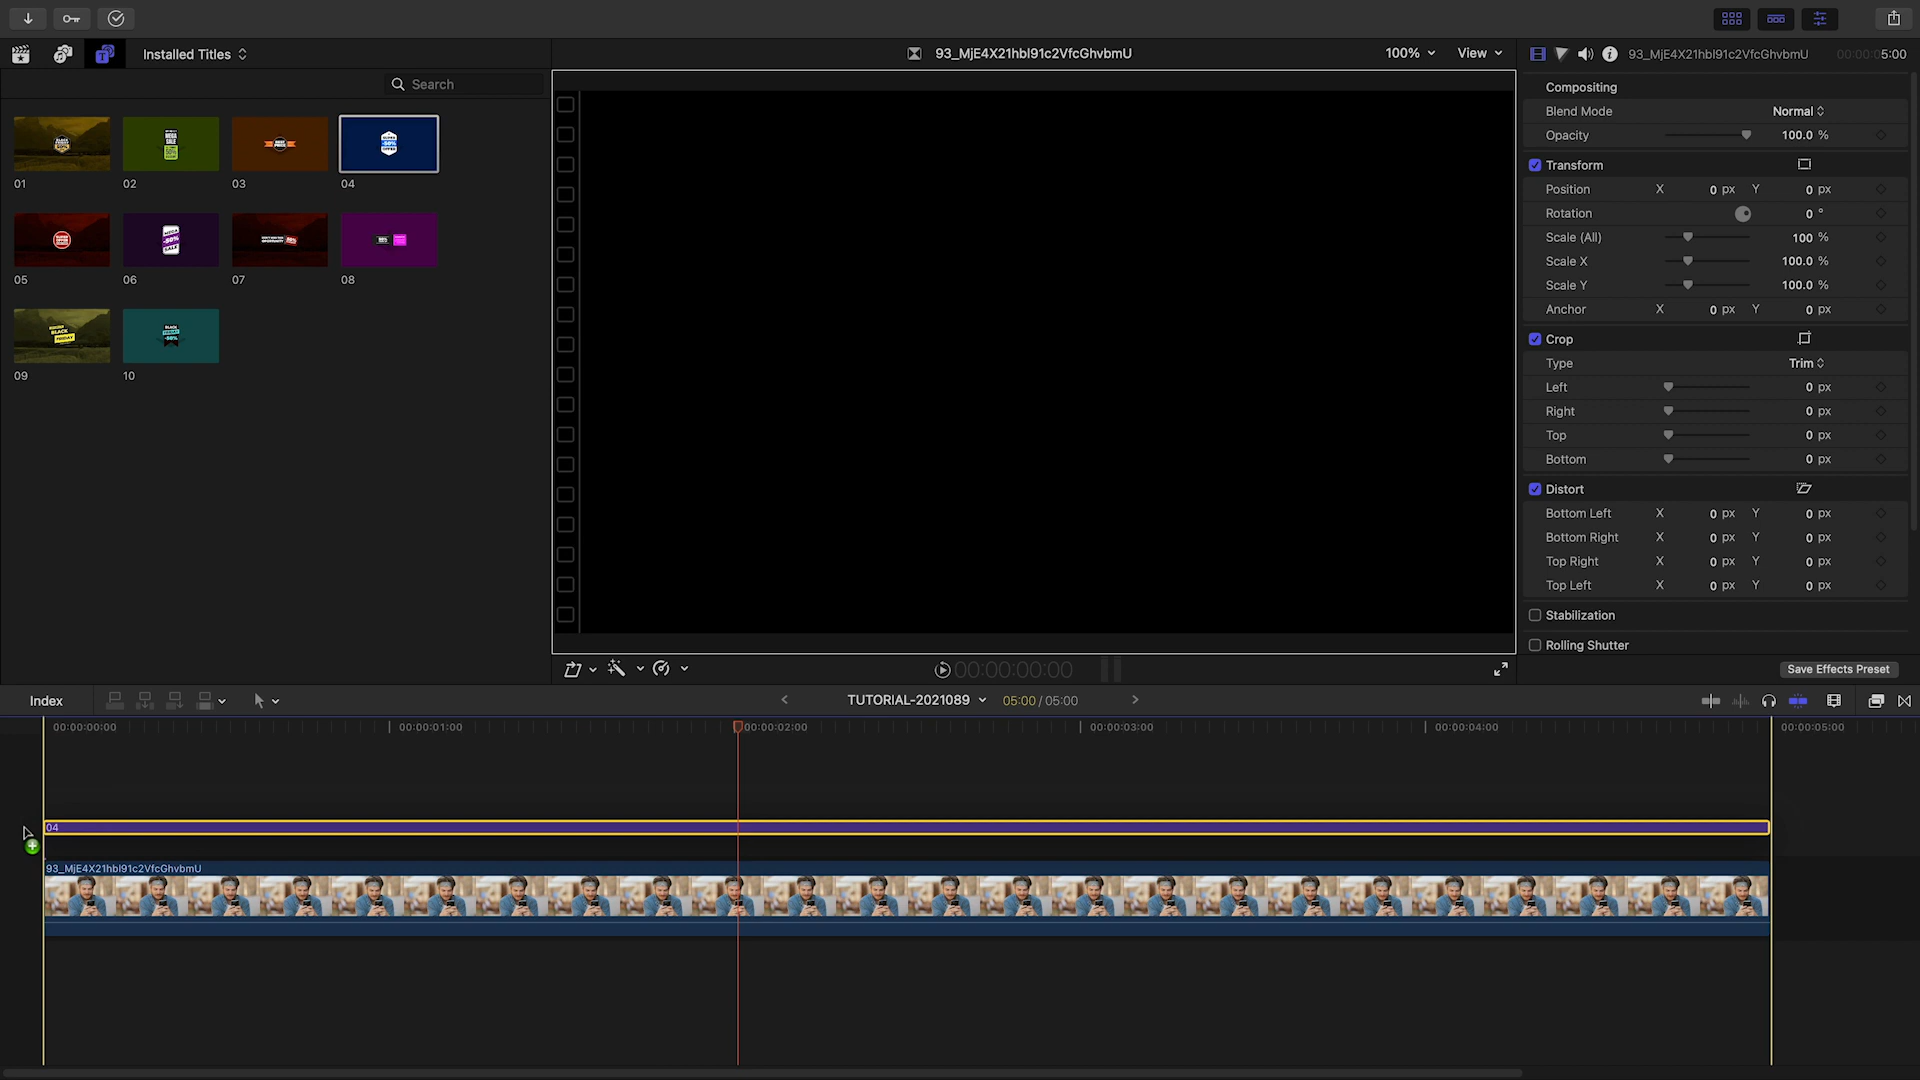 Installed Titles
93_MjE4X21hbl91c2VfcGhvbmU
100%
View
93_MjE4X21hbl91c2VfcGhvbmU
00:00:05:00
Search
01
02
03
04
05
06
07
08
09
10
Compositing
Blend Mode Normal
Opacity 100.0 %
Transform
Position X 0 px Y 0 px
Rotation 0 °
Scale (All) 100 %
Scale X 100.0 %
Scale Y 100.0 %
Anchor X 0 px Y 0 px
Crop
Type Trim
Left 0 px
Right 0 px
Top 0 px
Bottom 0 px
Distort
Bottom Left X 0 px Y 0 px
Bottom Right X 0 px Y 0 px
Top Right X 0 px Y 0 px
Top Left X 0 px Y 0 px
Stabilization
Rolling Shutter
00:00:00:00
Save Effects Preset
Index
TUTORIAL-2021089
05:00 / 05:00
00:00:00:00
00:00:01:00
00:00:02:00
00:00:03:00
00:00:04:00
00:00:05:00
04
93_MjE4X21hbl91c2VfcGhvbmU